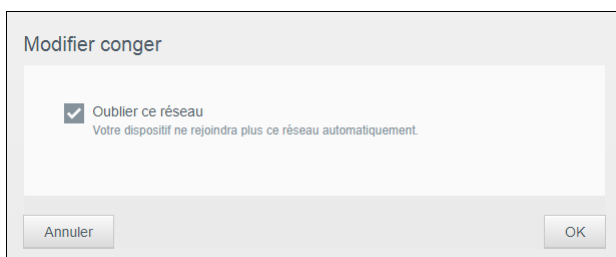 Modifier conger
Oublier ce réseau
Votre dispositif ne rejoindra plus ce réseau automatiquement.
Annuler
OK